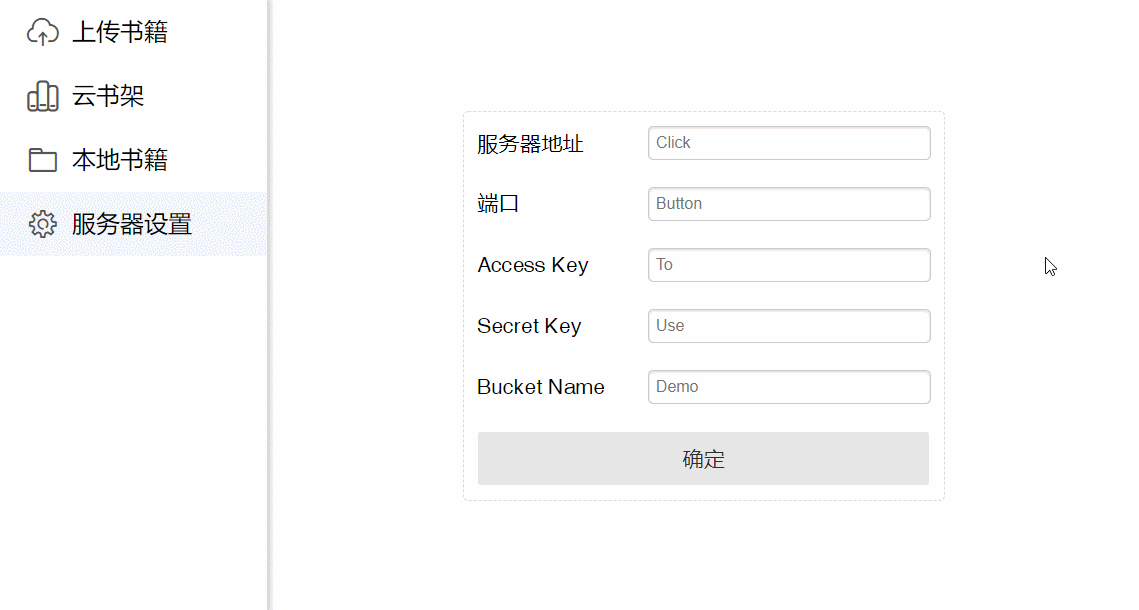 上传书籍
云书架
本地书籍
服务器设置
服务器地址 Click
端口 Button
Access Key To
Secret Key Use
Bucket Name Demo
确定